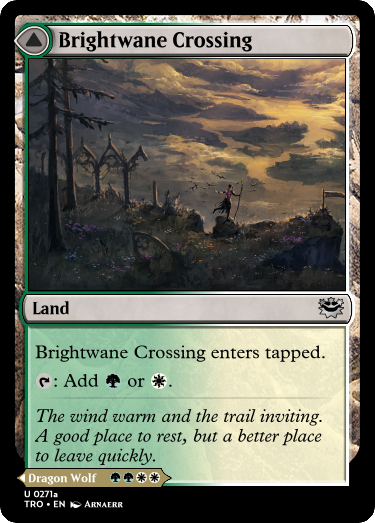 Brightwane Crossing
Land
Brightwane Crossing enters tapped.
: Add or .
The wind warm and the trail inviting.
A good place to rest, but a better place
to leave quickly.
Dragon Wolf
U 0271a
TRO • EN Arnaerr